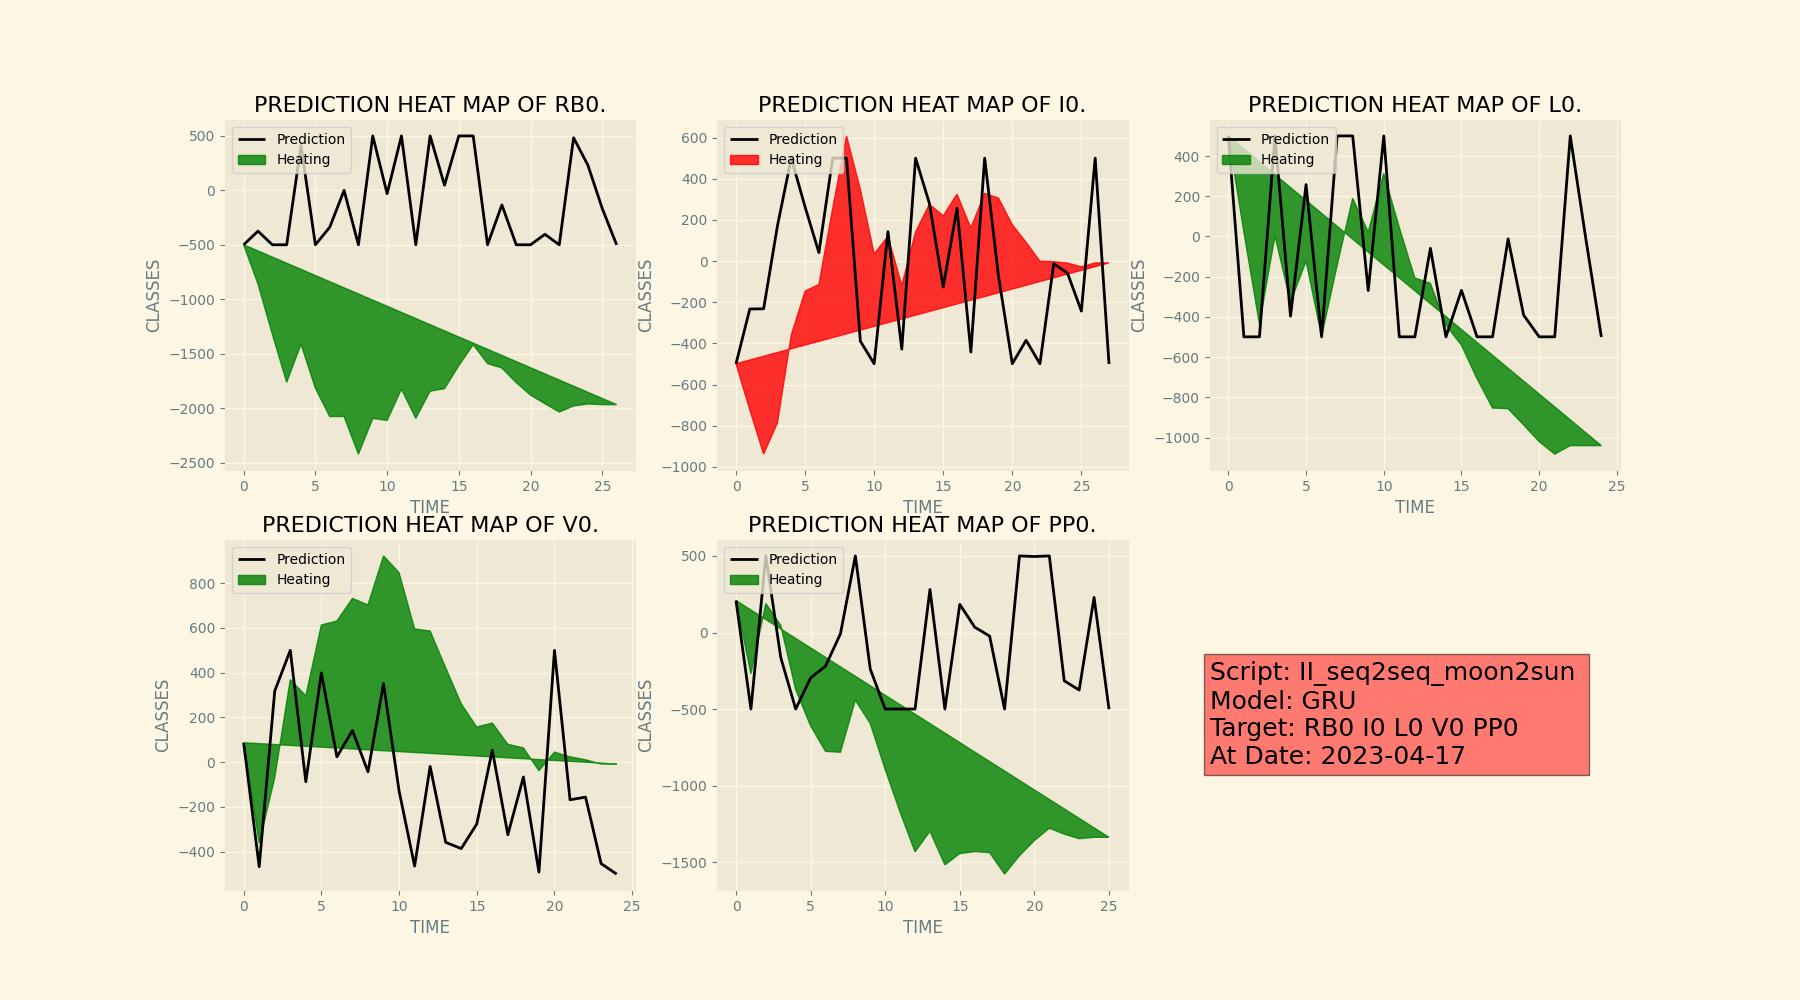 PREDICTION HEAT MAP OF RB0.
Prediction
Heating
500
0
−500
−1000
−1500
−2000
−2500
CLASSES
0 5 10 15 20 25
TIME
PREDICTION HEAT MAP OF I0.
Prediction
Heating
600
400
200
0
−200
−400
−600
−800
−1000
CLASSES
0 5 10 15 20 25
TIME
PREDICTION HEAT MAP OF L0.
Prediction
Heating
400
200
0
−200
−400
−600
−800
−1000
CLASSES
0 5 10 15 20 25
TIME
PREDICTION HEAT MAP OF V0.
Prediction
Heating
800
600
400
200
0
−200
−400
CLASSES
0 5 10 15 20 25
TIME
PREDICTION HEAT MAP OF PP0.
Prediction
Heating
500
0
−500
−1000
−1500
CLASSES
0 5 10 15 20 25
TIME
Script: II_seq2seq_moon2sun
Model: GRU
Target: RB0 I0 L0 V0 PP0
At Date: 2023-04-17